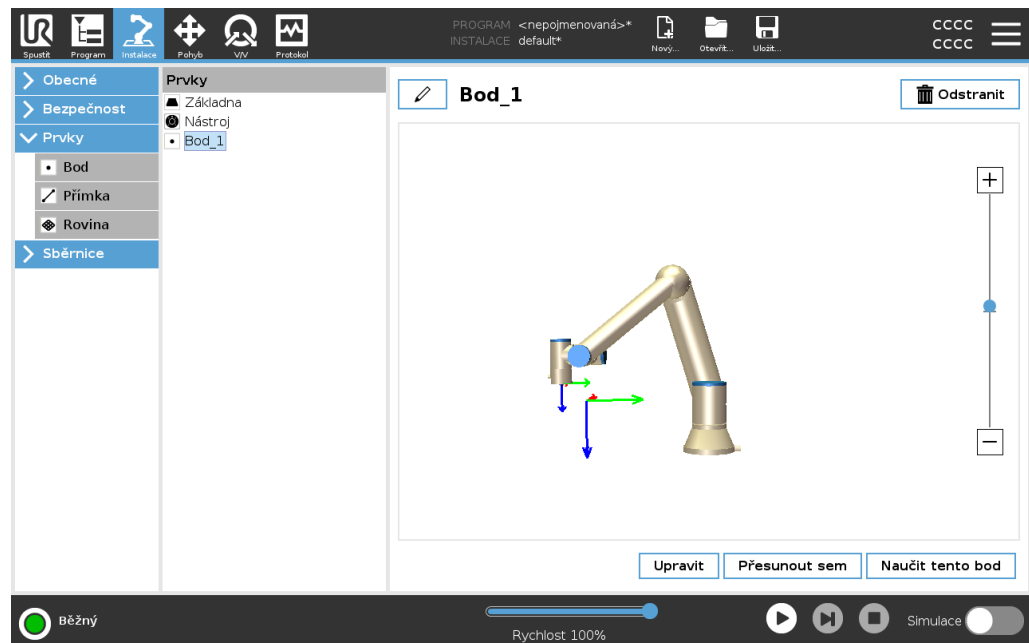 PROGRAM <nepojmenovaná>*
INSTALACE default*
CCCC
CCCC
UR
Spustit Program Instalace Pohyb V/V Protokol Nový... Otevřít... Uložit...
Obecné
Bezpečnost
Prvky
Bod
Přímka
Rovina
Sběrnice
Prvky
Základna
Nástroj
Bod_1
Bod_1
Odstranit
Upravit Přesunout sem Naučit tento bod
Běžný
Rychlost 100%
Simulace